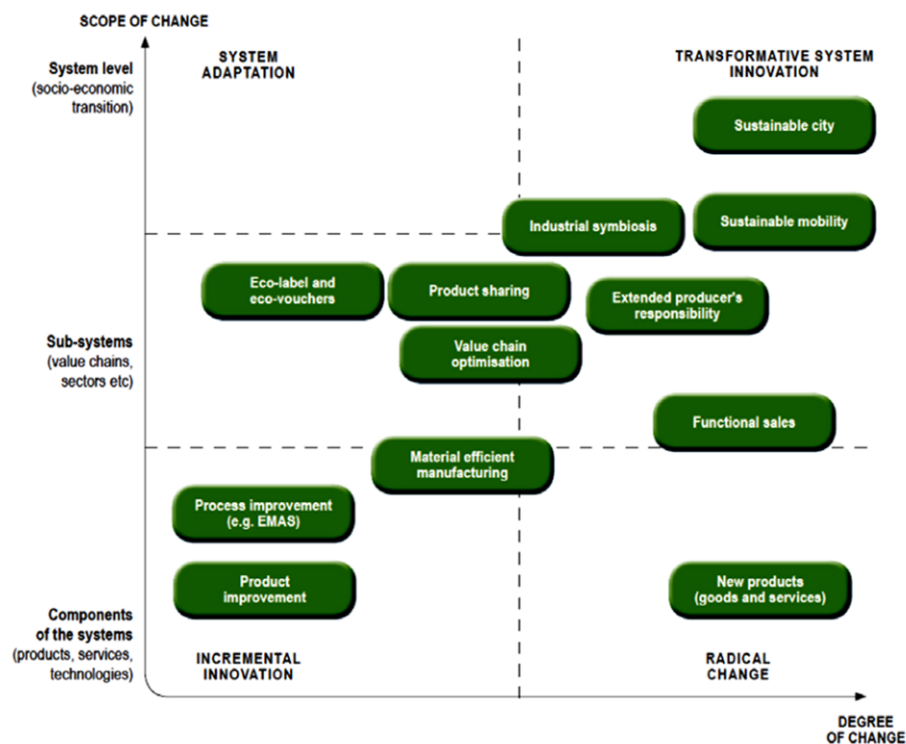 SCOPE OF CHANGE
System level
(socio-economic
transition)
SYSTEM
ADAPTATION
TRANSFORMATIVE SYSTEM
INNOVATION
Sustainable city
Industrial symbiosis
Sustainable mobility
Eco-label and
eco-vouchers
Product sharing
Extended producer's
responsibility
Sub-systems
(value chains,
sectors etc)
Value chain
optimisation
Functional sales
Material efficient
manufacturing
Process improvement
(e.g. EMAS)
Product
improvement
New products
(goods and services)
Components
of the systems
(products, services,
technologies)
INCREMENTAL
INNOVATION
RADICAL
CHANGE
DEGREE
OF CHANGE